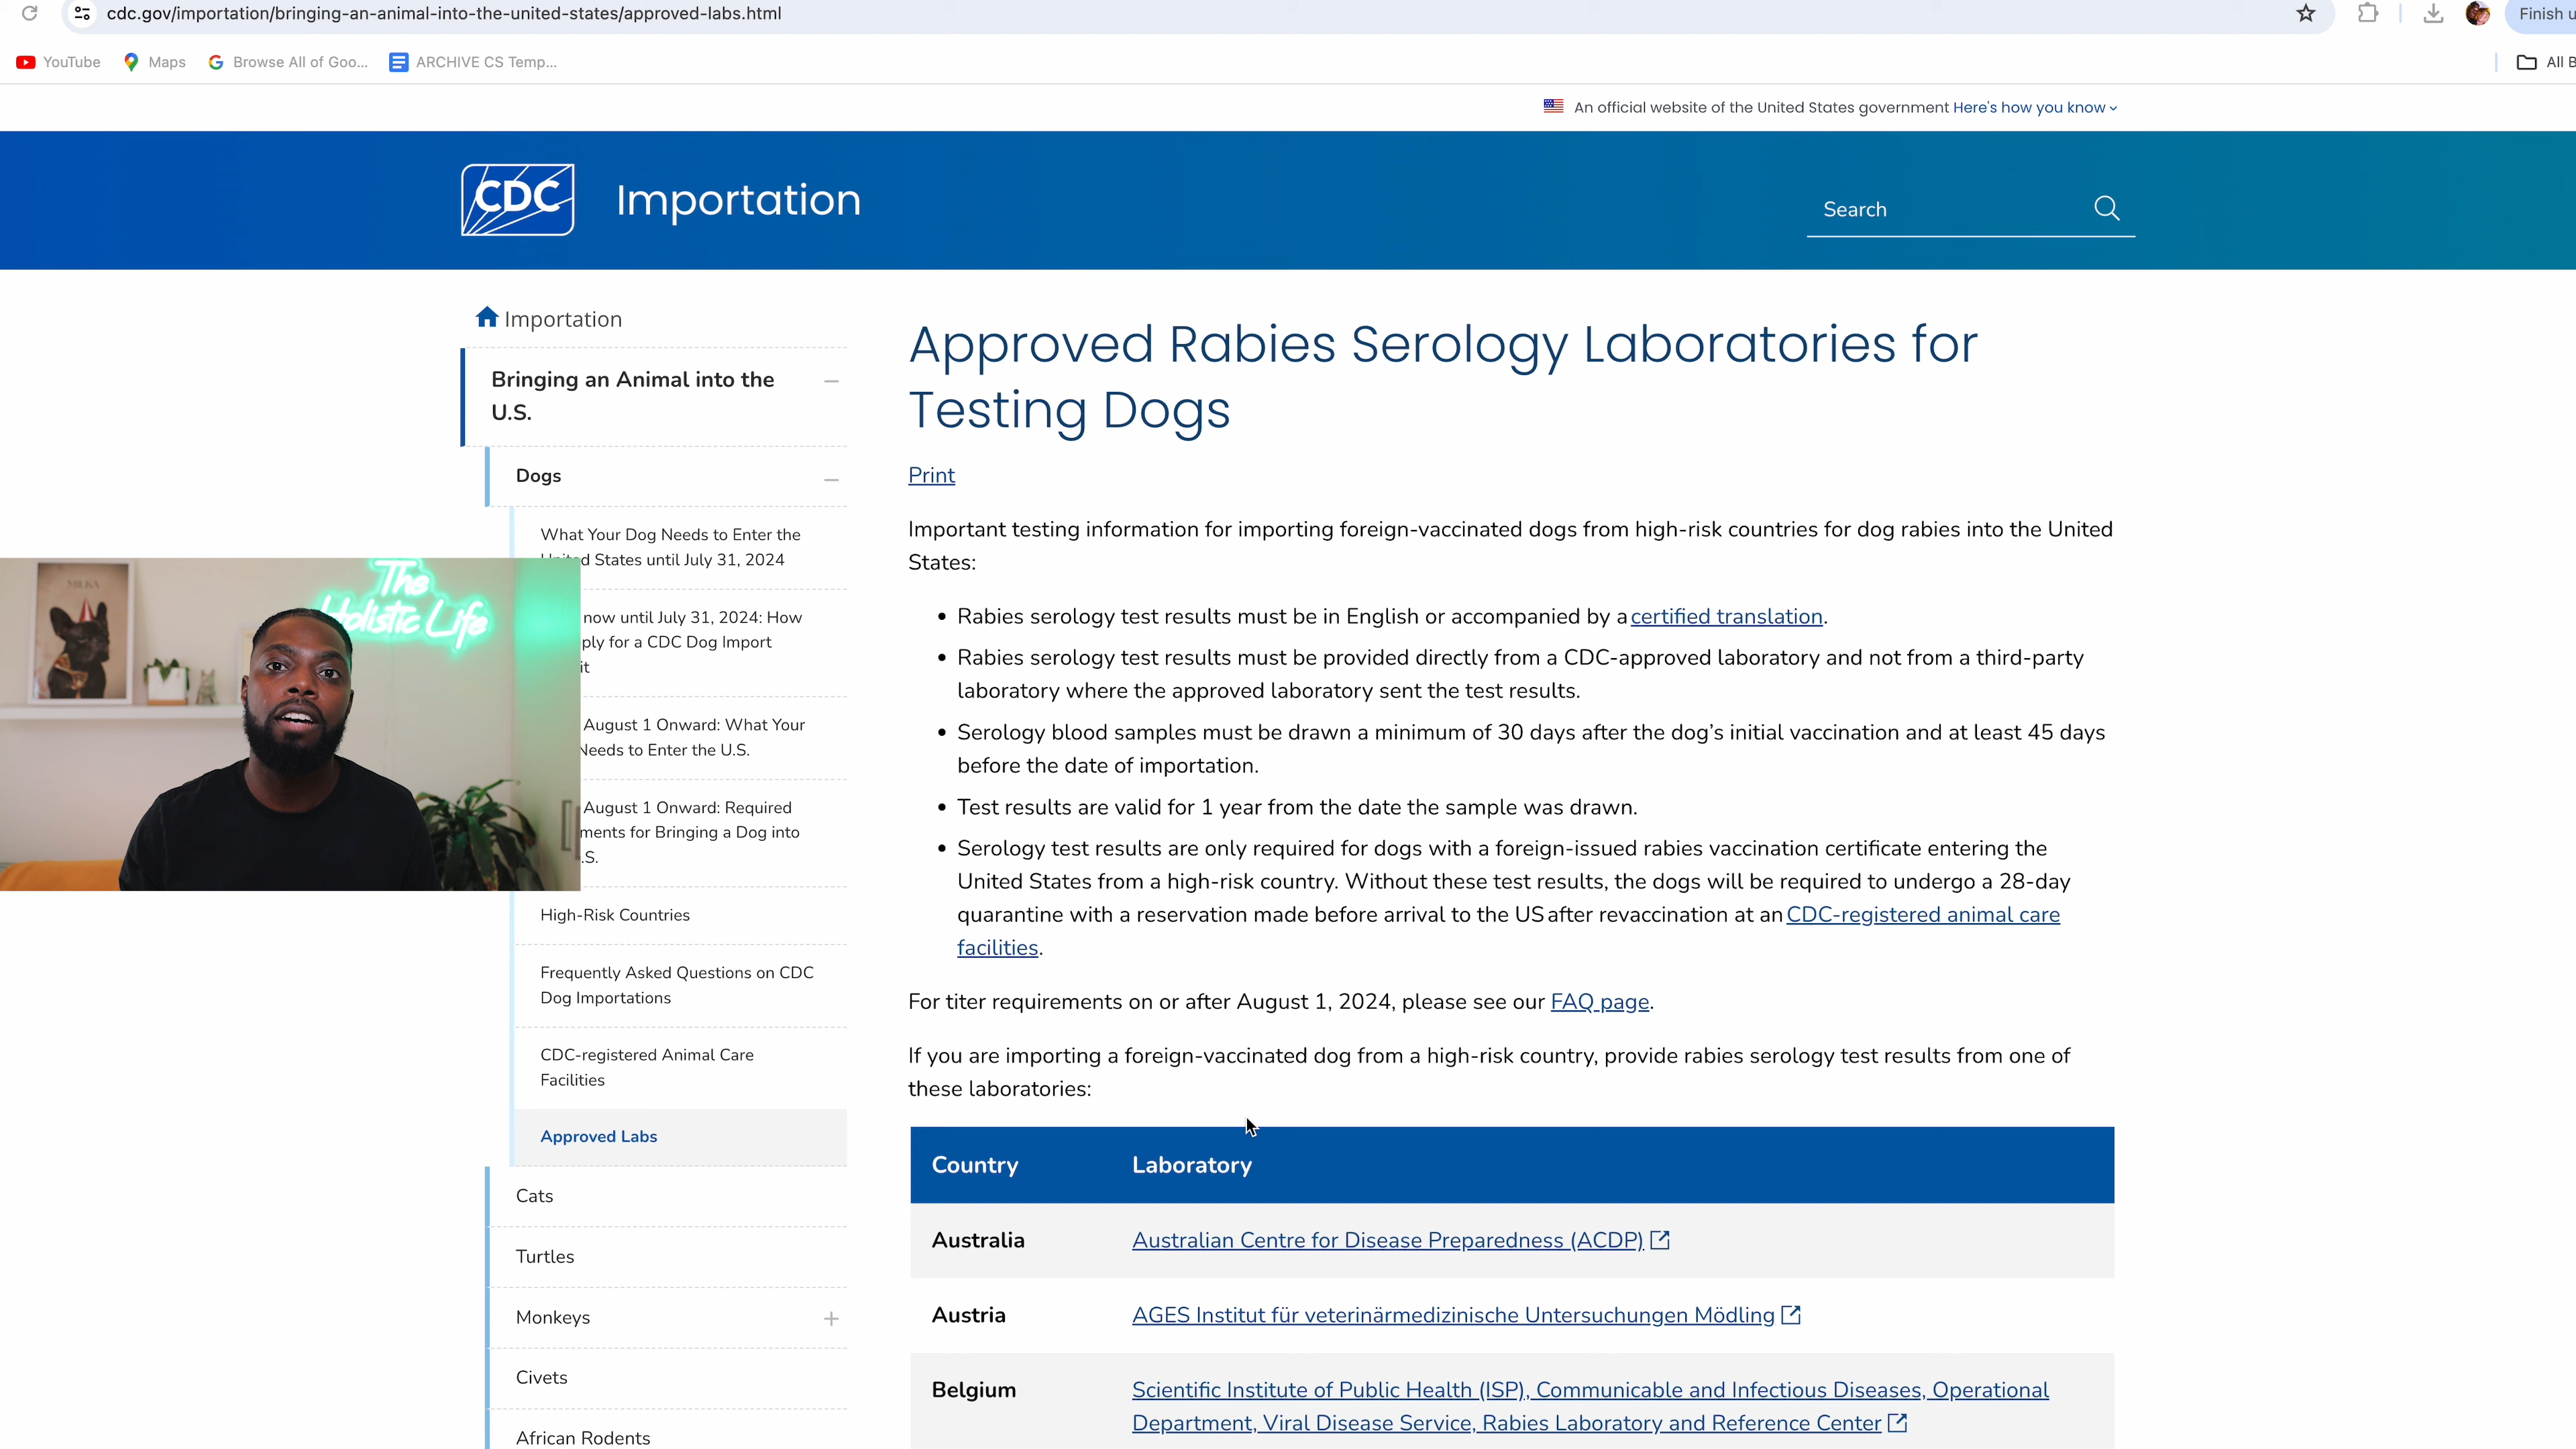 cdc.gov/importation/bringing-an-animal-into-the-united-states/approved-labs.html
Finish u
YouTube
Maps
Browse All of Goo...
ARCHIVE CS Temp...
All B
An official website of the United States government Here's how you know
CDC
Importation
Search
Importation
Bringing an Animal into the
U.S.
Dogs
What Your Dog Needs to Enter the
United States until July 31, 2024
now until July 31, 2024: How
ply for a CDC Dog Import
it
August 1 Onward: What Your
Needs to Enter the U.S.
August 1 Onward: Required
ments for Bringing a Dog into
.S.
High-Risk Countries
Frequently Asked Questions on CDC
Dog Importations
CDC-registered Animal Care
Facilities
Approved Labs
Cats
Turtles
Monkeys
Civets
African Rodents
MILKA
The
Holistic Life
Approved Rabies Serology Laboratories for
Testing Dogs
Print
Important testing information for importing foreign-vaccinated dogs from high-risk countries for dog rabies into the United
States:
• Rabies serology test results must be in English or accompanied by a certified translation.
• Rabies serology test results must be provided directly from a CDC-approved laboratory and not from a third-party
laboratory where the approved laboratory sent the test results.
• Serology blood samples must be drawn a minimum of 30 days after the dog's initial vaccination and at least 45 days
before the date of importation.
• Test results are valid for 1 year from the date the sample was drawn.
• Serology test results are only required for dogs with a foreign-issued rabies vaccination certificate entering the
United States from a high-risk country. Without these test results, the dogs will be required to undergo a 28-day
quarantine with a reservation made before arrival to the US after revaccination at an CDC-registered animal care
facilities.
For titer requirements on or after August 1, 2024, please see our FAQ page.
If you are importing a foreign-vaccinated dog from a high-risk country, provide rabies serology test results from one of
these laboratories:
Country Laboratory
Australia Australian Centre for Disease Preparedness (ACDP)
Austria AGES Institut für veterinärmedizinische Untersuchungen Mödling
Belgium Scientific Institute of Public Health (ISP), Communicable and Infectious Diseases, Operational
Department, Viral Disease Service, Rabies Laboratory and Reference Center